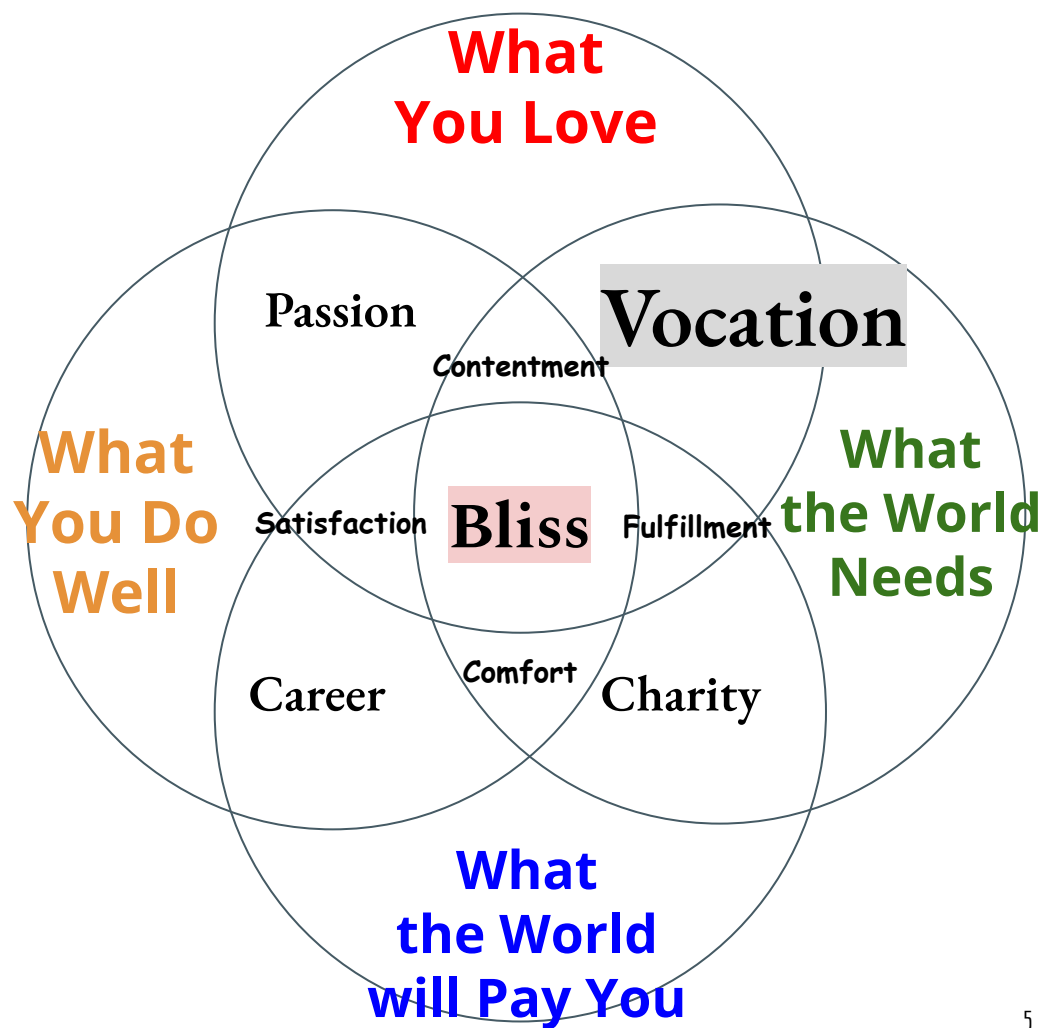 What
You Love
Passion
Vocation
Contentment
What
You Do
Well
Satisfaction
Bliss
Fulfillment
What
the World
Needs
Career
Comfort
Charity
What
the World
will Pay You
5